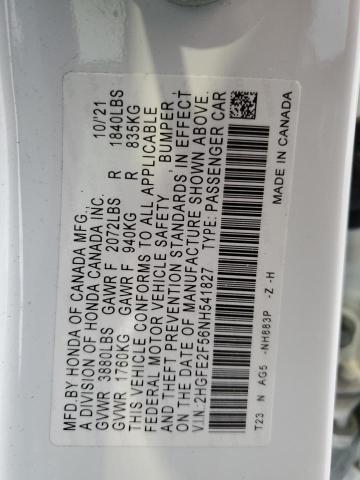 MFD.BY HONDA OF CANADA MFG., 10/'21
A DIVISION OF HONDA CANADA INC.
GVWR 3880LBS GAWR F 2072LBS R 1840LBS
GVWR 1760KG GAWR F 940KG R 835KG
THIS VEHICLE CONFORMS TO ALL APPLICABLE
FEDERAL MOTOR VEHICLE SAFETY, BUMPER,
AND THEFT PREVENTION STANDARDS IN EFFECT
ON THE DATE OF MANUFACTURE SHOWN ABOVE.
V.I.N:2HGFE2F56NH541827 TYPE: PASSENGER CAR
T23 N AG5 -NH883P -Z -H MADE IN CANADA